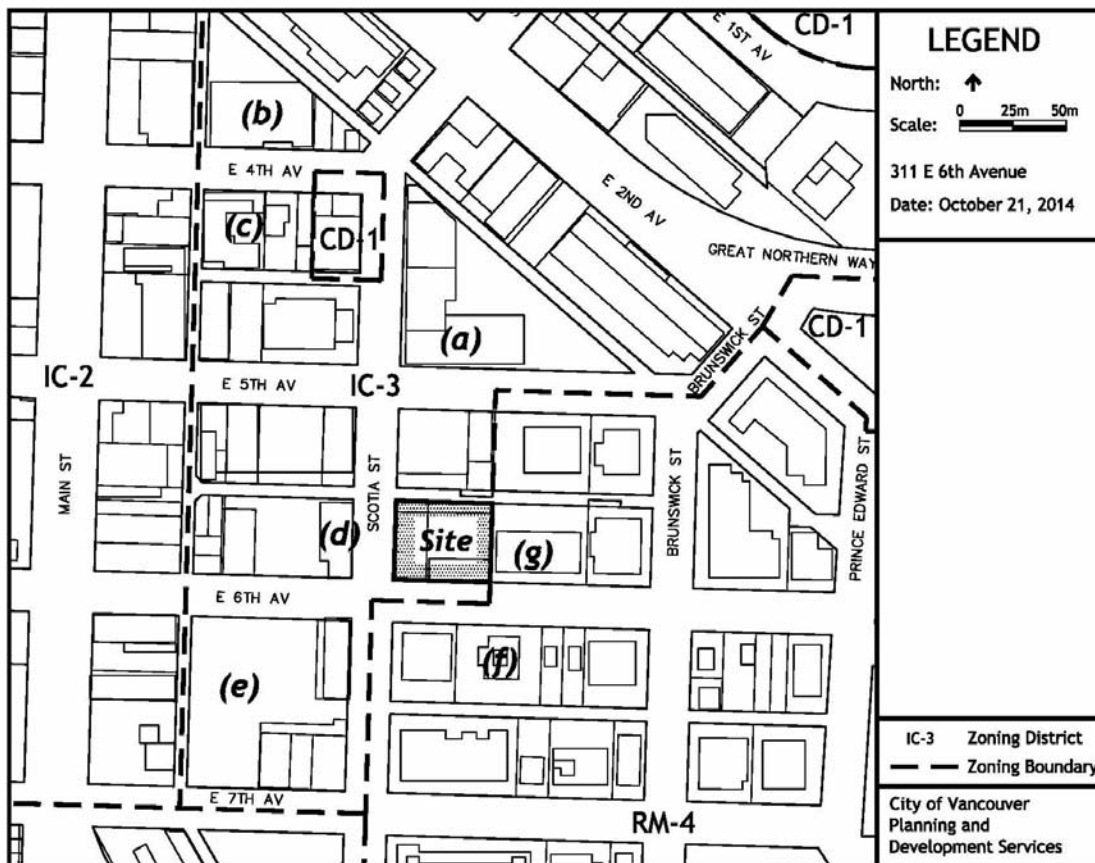 CD-1
E 1ST AV
(b)
E 4TH AV
(c)
CD-1
E 2ND AV
GREAT NORTHERN WAY
(a)
BRUNSWICK ST
CD-1
IC-2
E 5TH AV
IC-3
MAIN ST
SCOTIA ST
BRUNSWICK ST
PRINCE EDWARD ST
(d)
Site
(g)
E 6TH AV
(e)
(f)
E 7TH AV
RM-4
LEGEND
North:
Scale:
0 25m 50m
311 E 6th Avenue
Date: October 21, 2014
IC-3 Zoning District
Zoning Boundary
City of Vancouver
Planning and
Development Services